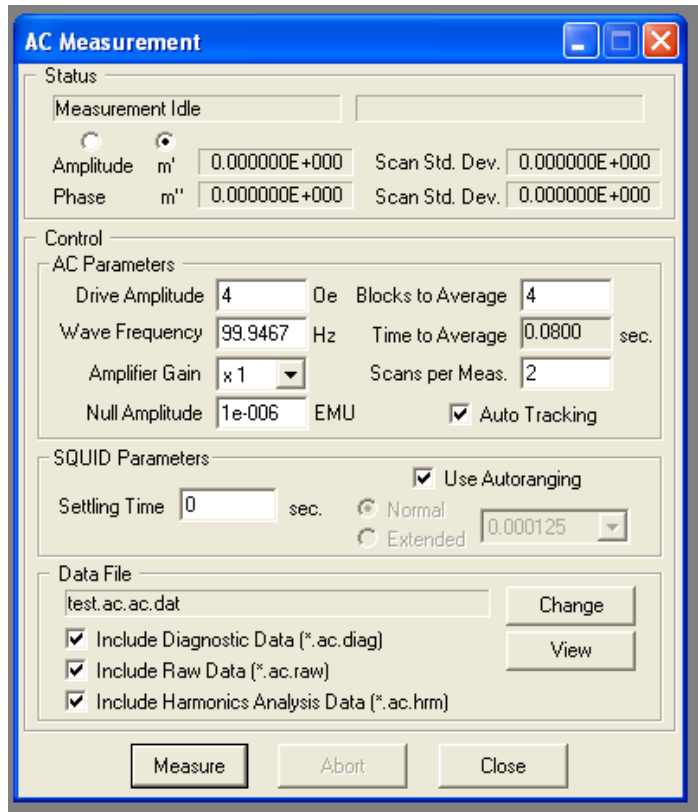 AC Measurement
Status
Measurement Idle
Amplitude m' 0.000000E+000 Scan Std. Dev. 0.000000E+000
Phase m'' 0.000000E+000 Scan Std. Dev. 0.000000E+000
Control
AC Parameters
Drive Amplitude 4 Oe Blocks to Average 4
Wave Frequency 99.9467 Hz Time to Average 0.0800 sec.
Amplifier Gain x 1 Scans per Meas. 2
Null Amplitude 1e-006 EMU Auto Tracking
SQUID Parameters
Use Autoranging
Settling Time 0 sec. Normal 0.000125
Extended
Data File
test.ac.ac.dat Change
Include Diagnostic Data (*.ac.diag) View
Include Raw Data (*.ac.raw)
Include Harmonics Analysis Data (*.ac.hrm)
Measure Abort Close